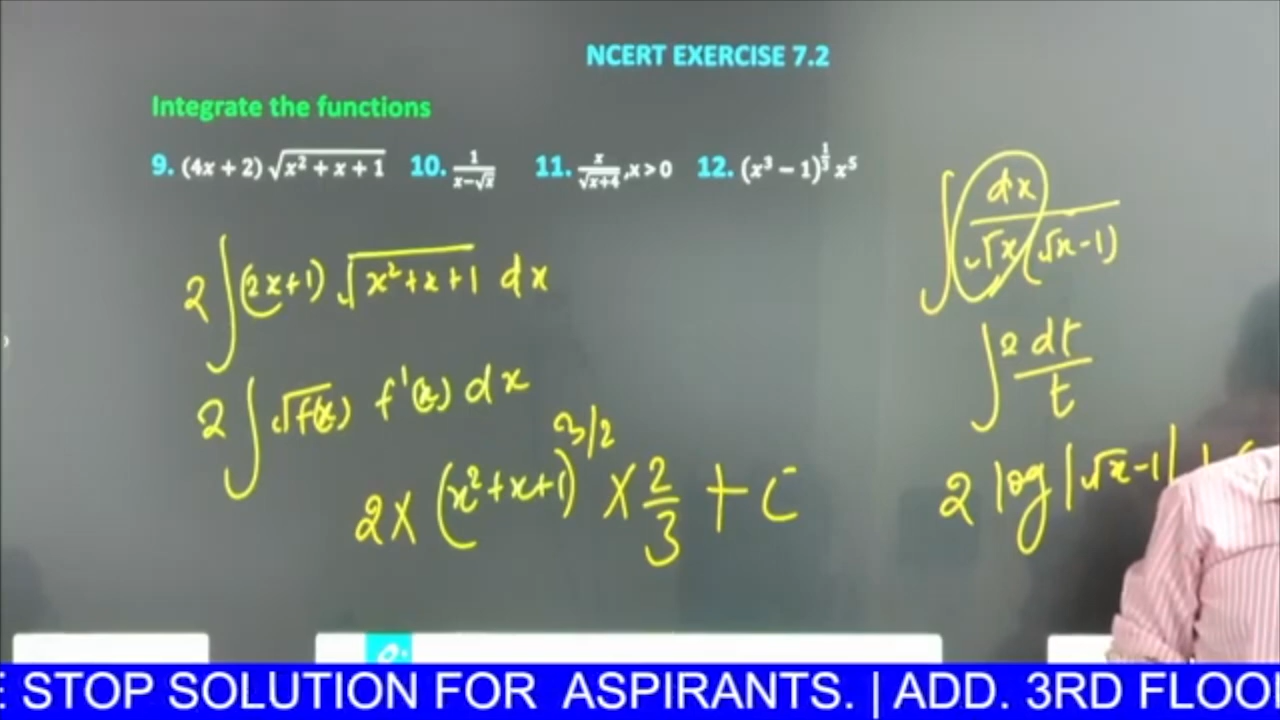 NCERT EXERCISE 7.2
Integrate the functions
9. (4x + 2) √(x² + x + 1) 10. 1/(x−√x) 11. x/√(x+4), x > 0 12. (x³ − 1)^(1/3) x⁵
2 ∫ (2x+1) √(x²+x+1) dx
2 ∫ √f(x) f'(x) dx
2 × (x²+x+1)^(3/2) × 2/3 + C
∫ dx/(√x (√x−1))
∫ 2 dt/t
2 log |√x−1| +
STOP SOLUTION FOR ASPIRANTS. | ADD. 3RD FLOO